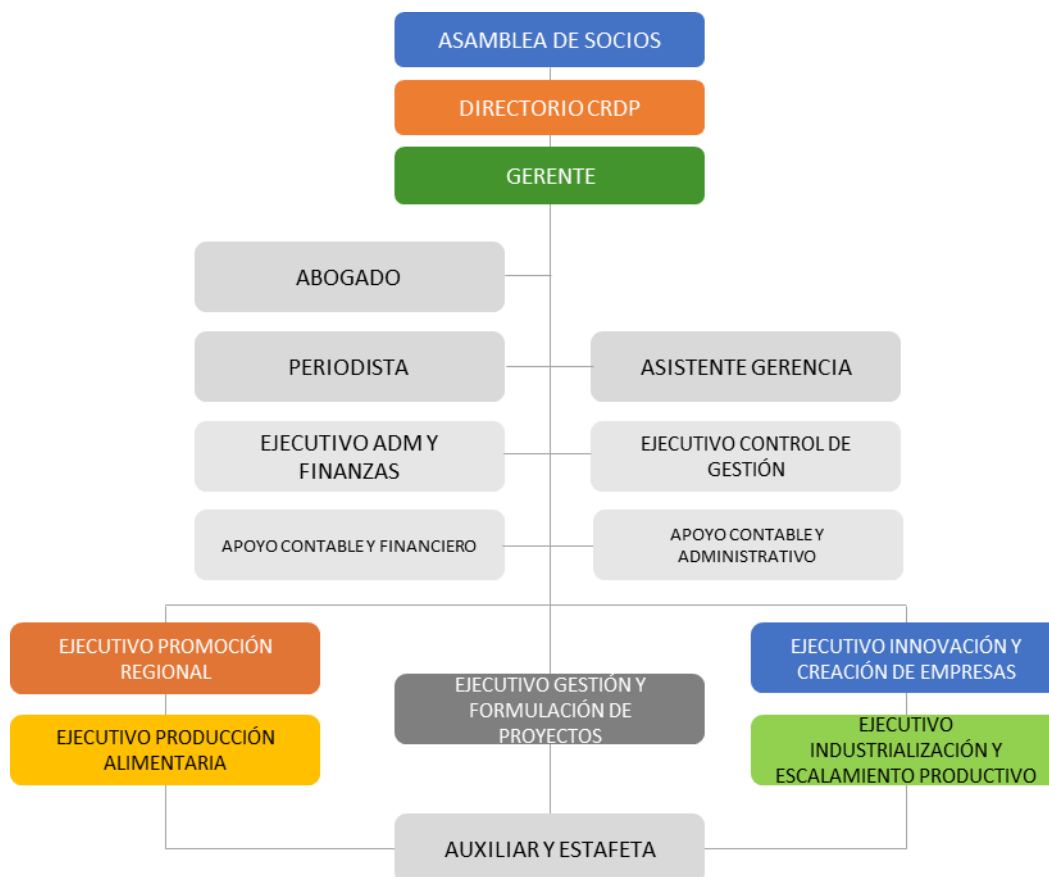 ASAMBLEA DE SOCIOS
DIRECTORIO CRDP
GERENTE
ABOGADO
PERIODISTA
ASISTENTE GERENCIA
EJECUTIVO ADM Y
FINANZAS
EJECUTIVO CONTROL DE
GESTIÓN
APOYO CONTABLE Y FINANCIERO
APOYO CONTABLE Y
ADMINISTRATIVO
EJECUTIVO PROMOCIÓN
REGIONAL
EJECUTIVO GESTIÓN Y
FORMULACIÓN DE
PROYECTOS
EJECUTIVO INNOVACIÓN Y
CREACIÓN DE EMPRESAS
EJECUTIVO PRODUCCIÓN
ALIMENTARIA
EJECUTIVO
INDUSTRIALIZACIÓN Y
ESCALAMIENTO PRODUCTIVO
AUXILIAR Y ESTAFETA